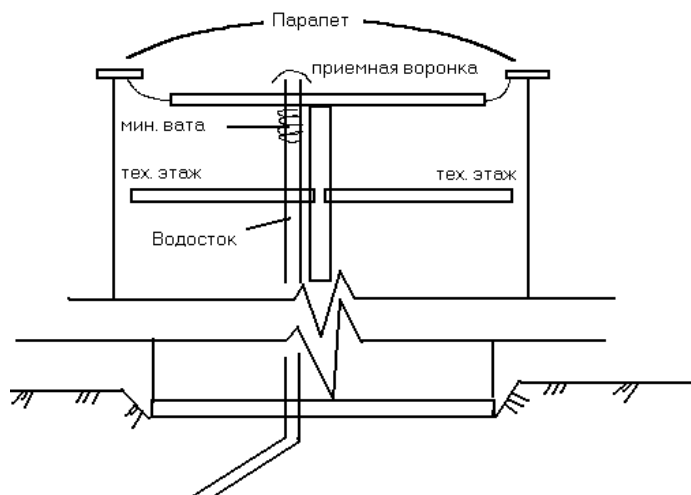 Парапет
приемная воронка
мин. вата
тех. этаж
тех. этаж
Водосток